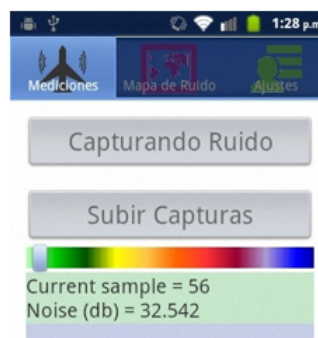 1:28 p.m
Mediciones Mapa de Ruido Ajustes
Capturando Ruido
Subir Capturas
Current sample = 56
Noise (db) = 32.542